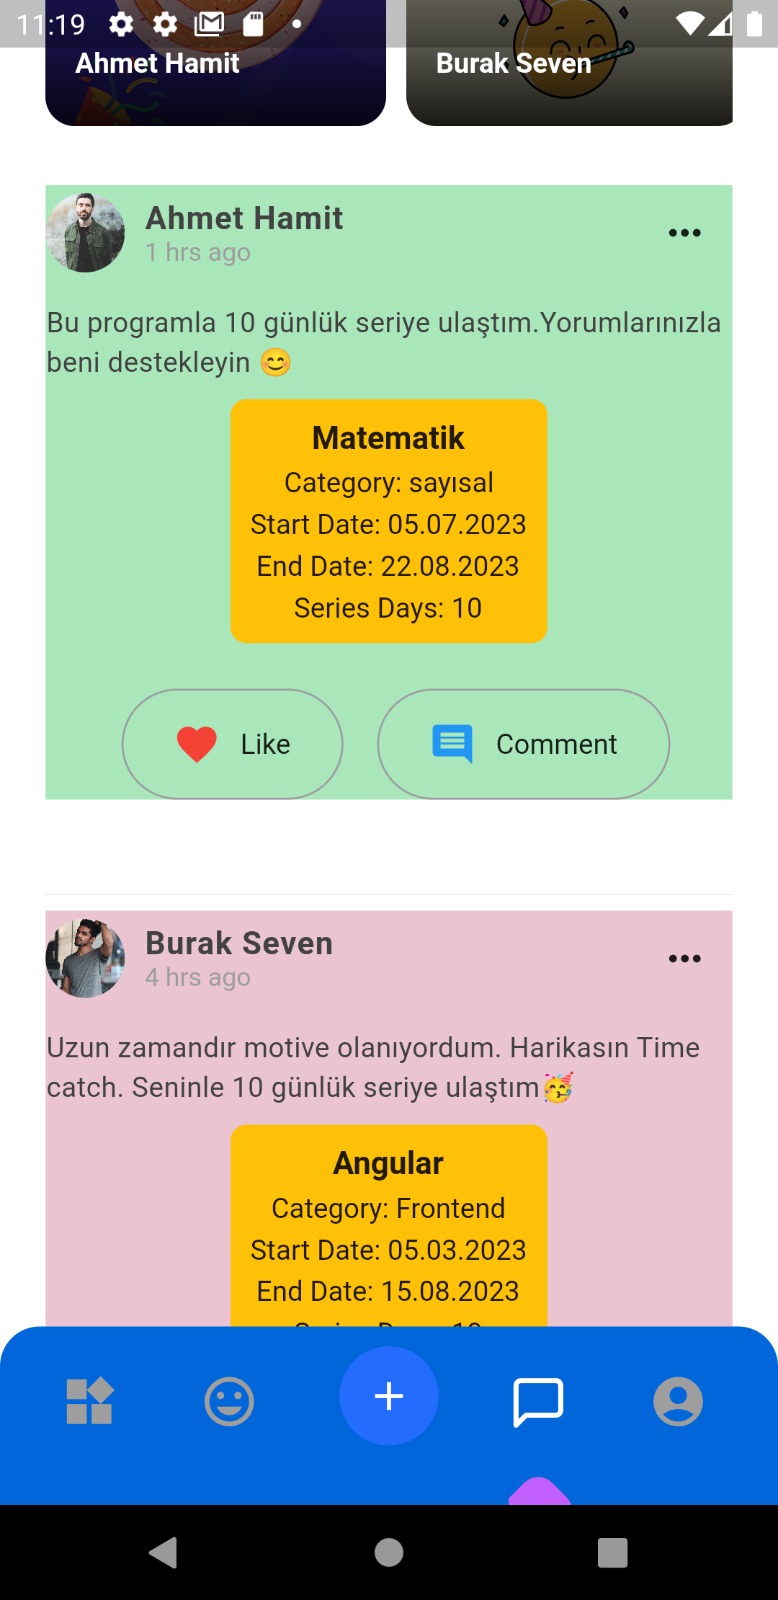 11:19
Ahmet Hamit
Burak Seven
Ahmet Hamit
1 hrs ago
Bu programla 10 günlük seriye ulaştım.Yorumlarınızla
beni destekleyin 😊
Matematik
Category: sayısal
Start Date: 05.07.2023
End Date: 22.08.2023
Series Days: 10
Like
Comment
Burak Seven
4 hrs ago
Uzun zamandır motive olanıyordum. Harikasın Time
catch. Seninle 10 günlük seriye ulaştım🥳
Angular
Category: Frontend
Start Date: 05.03.2023
End Date: 15.08.2023